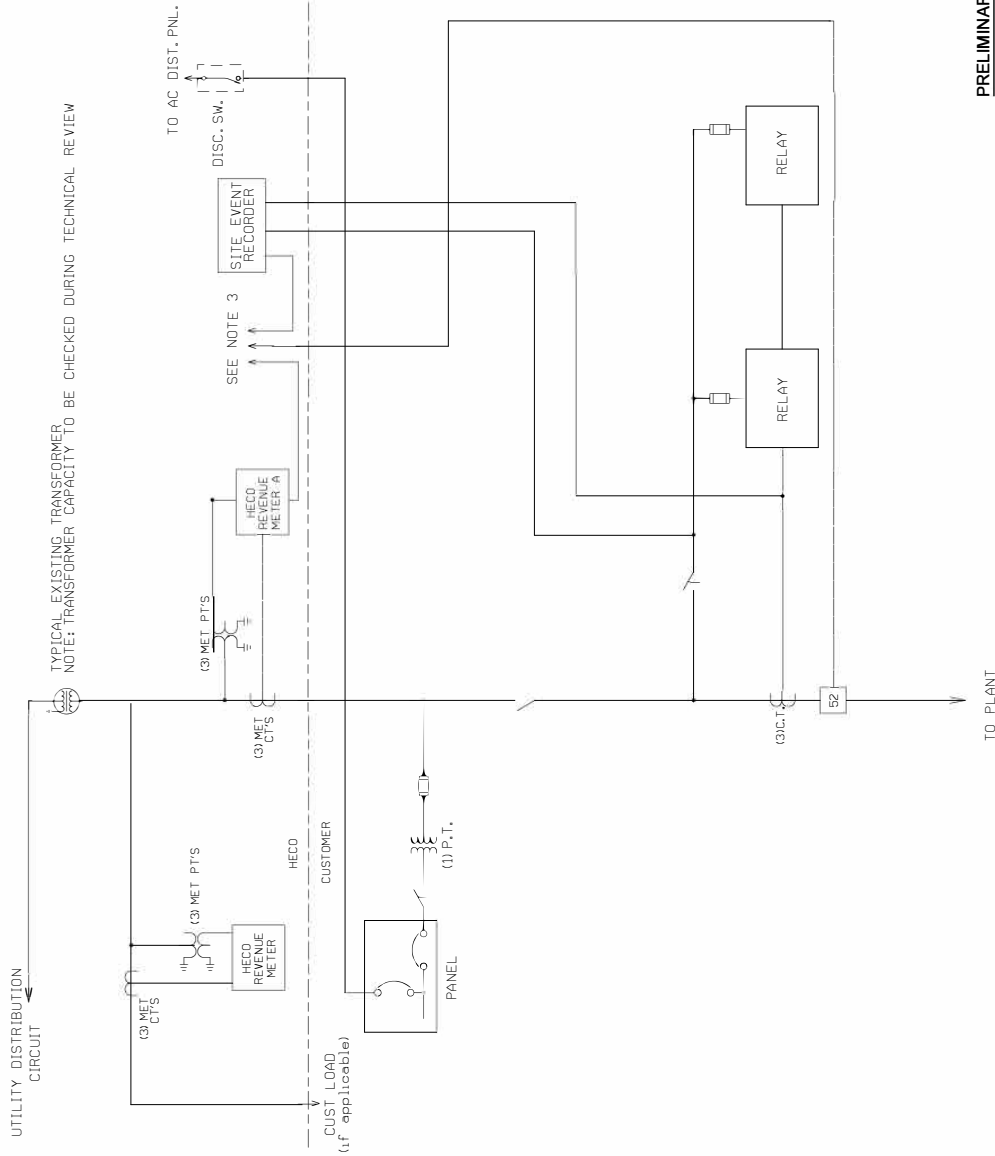 UTILITY DISTRIBUTION
CIRCUIT
TYPICAL EXISTING TRANSFORMER
NOTE: TRANSFORMER CAPACITY TO BE CHECKED DURING TECHNICAL REVIEW
(3) MET
CT'S
(3) MET PT'S
HECO
REVENUE
METER
CUST LOAD
(if applicable)
HECO
CUSTOMER
(3) MET PT'S
(3) MET
CT'S
HECO
REVENUE
METER A
SEE NOTE 3
SITE EVENT
RECORDER
DISC. SW.
TO AC DIST. PNL.
PANEL
(1) P.T.
RELAY
RELAY
(3)C.T.
52
TO PLANT